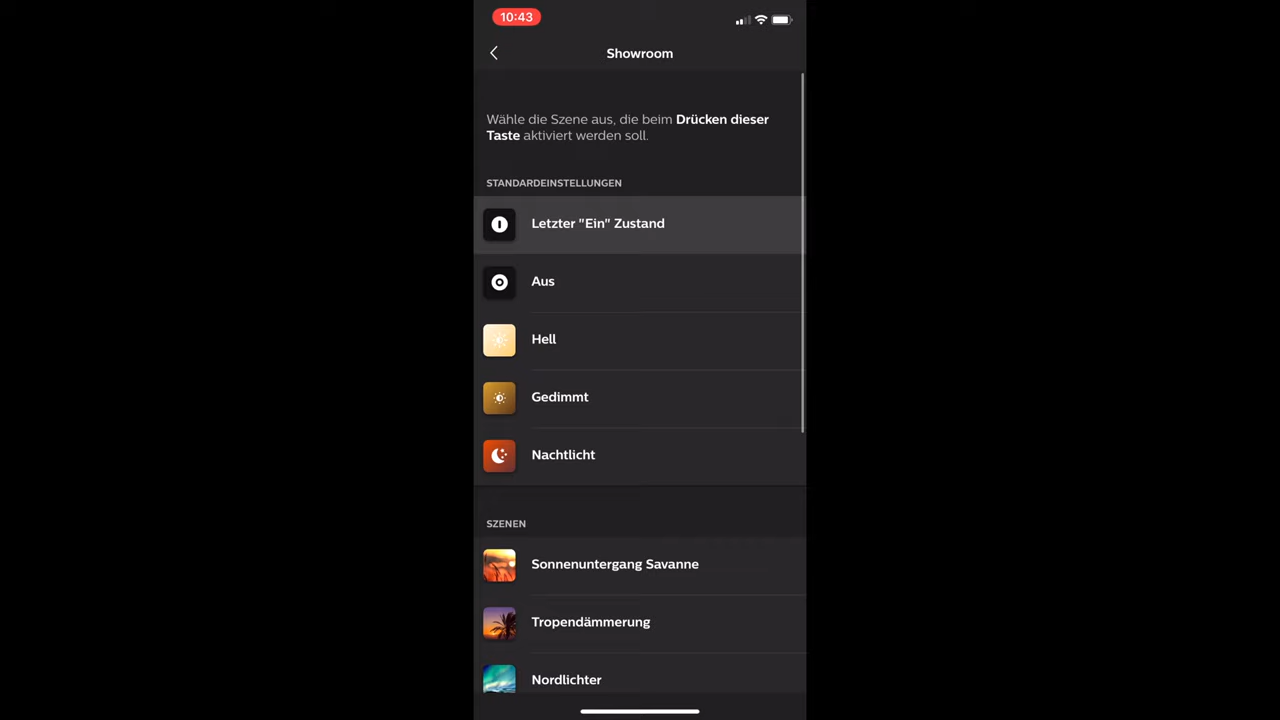 10:43
Showroom
Wähle die Szene aus, die beim Drücken dieser
Taste aktiviert werden soll.
STANDARDEINSTELLUNGEN
Letzter "Ein" Zustand
Aus
Hell
Gedimmt
Nachtlicht
SZENEN
Sonnenuntergang Savanne
Tropendämmerung
Nordlichter